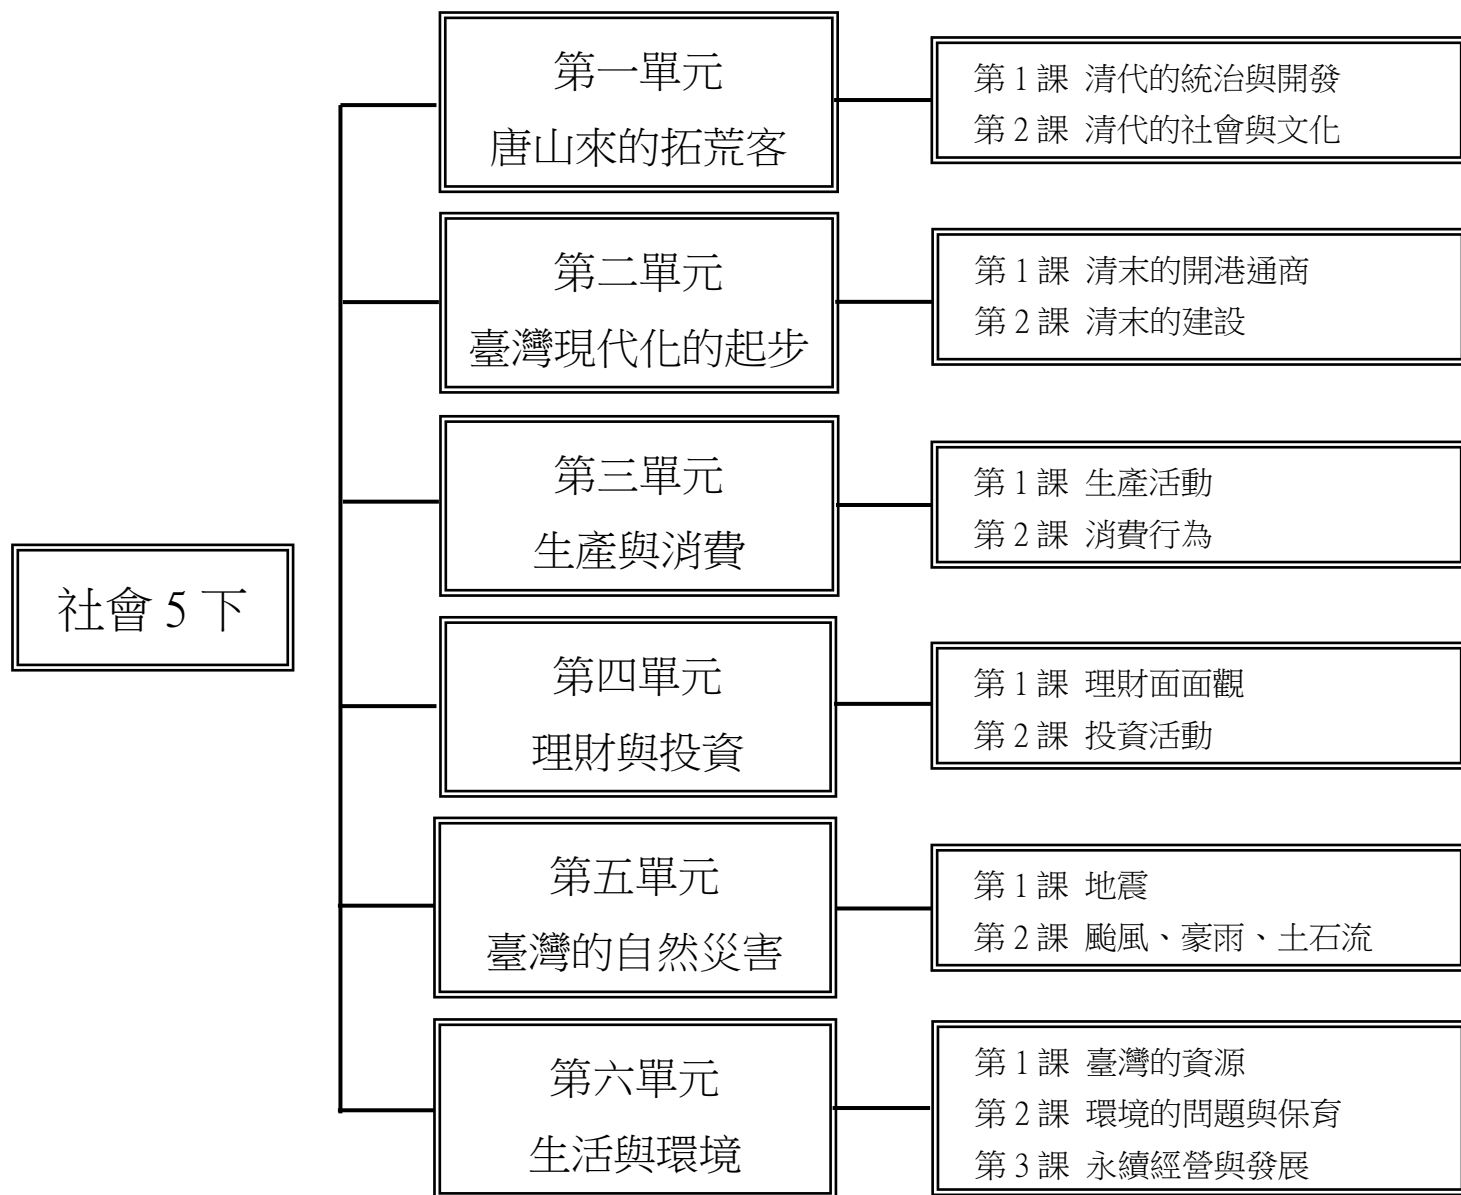 社會 5 下
第一單元
唐山來的拓荒客
第 1 課 清代的統治與開發
第 2 課 清代的社會與文化
第二單元
臺灣現代化的起步
第 1 課 清末的開港通商
第 2 課 清末的建設
第三單元
生產與消費
第 1 課 生產活動
第 2 課 消費行為
第四單元
理財與投資
第 1 課 理財面面觀
第 2 課 投資活動
第五單元
臺灣的自然災害
第 1 課 地震
第 2 課 颱風、豪雨、土石流
第六單元
生活與環境
第 1 課 臺灣的資源
第 2 課 環境的問題與保育
第 3 課 永續經營與發展